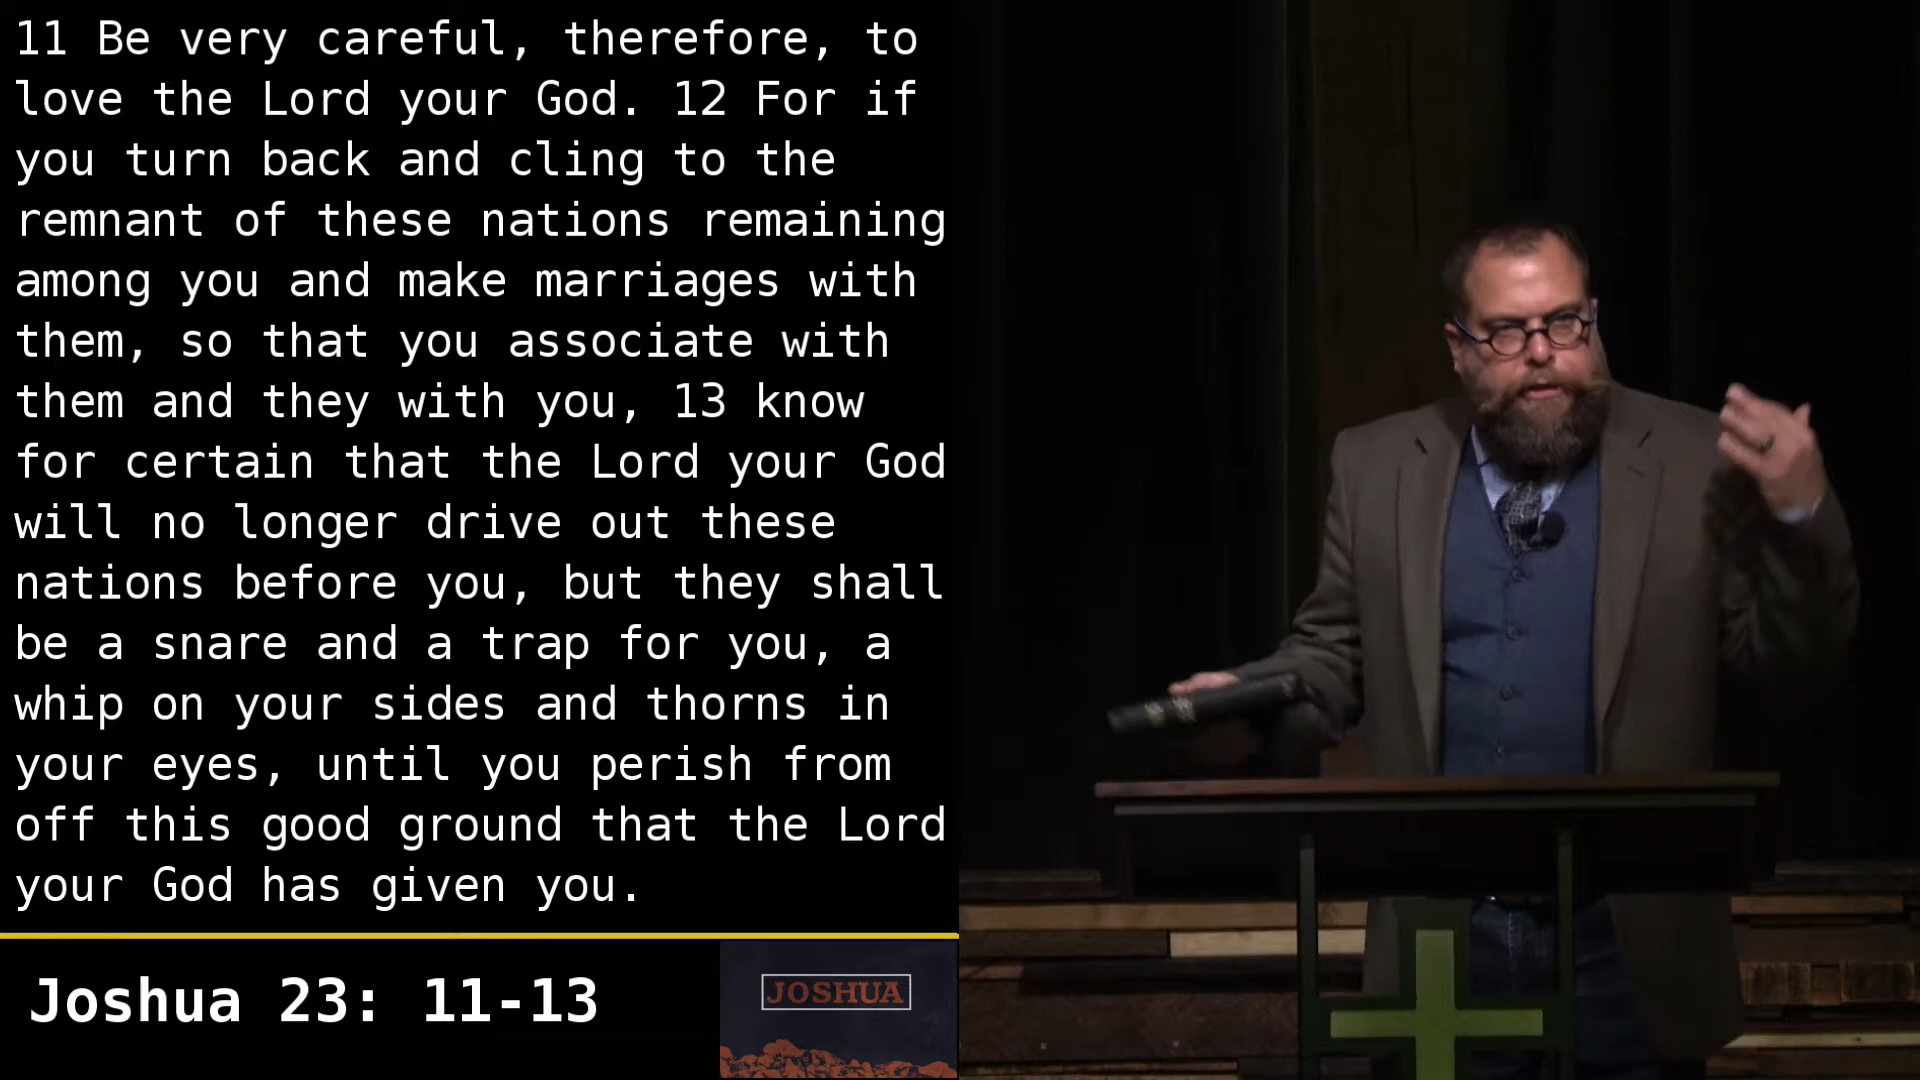 11 Be very careful, therefore, to
love the Lord your God. 12 For if
you turn back and cling to the
remnant of these nations remaining
among you and make marriages with
them, so that you associate with
them and they with you, 13 know
for certain that the Lord your God
will no longer drive out these
nations before you, but they shall
be a snare and a trap for you, a
whip on your sides and thorns in
your eyes, until you perish from
off this good ground that the Lord
your God has given you.
Joshua 23: 11-13
JOSHUA